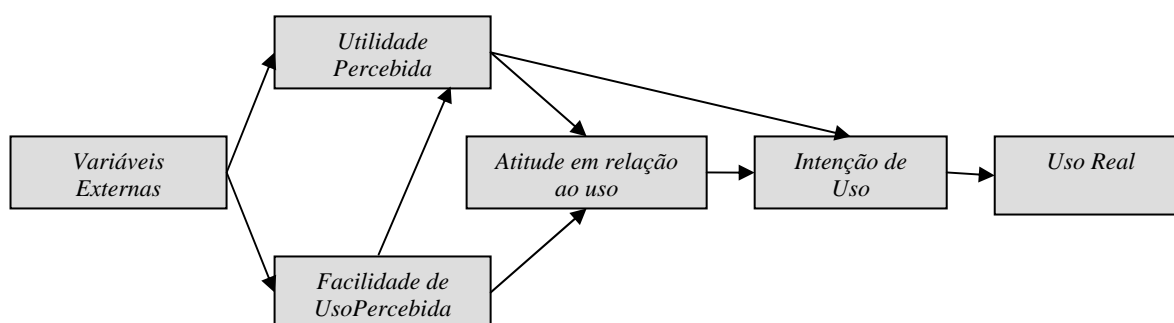 Utilidade
Percebida
Variáveis
Externas
Atitude em relação
ao uso
Intenção de
Uso
Uso Real
Facilidade de
UsoPercebida